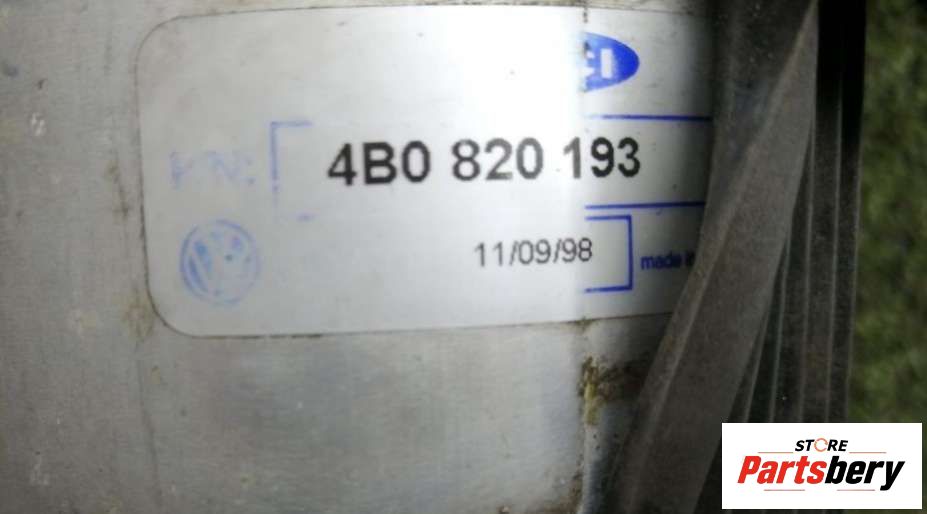 P/N: 4B0 820 193
11/09/98
made
STORE
Partsbery